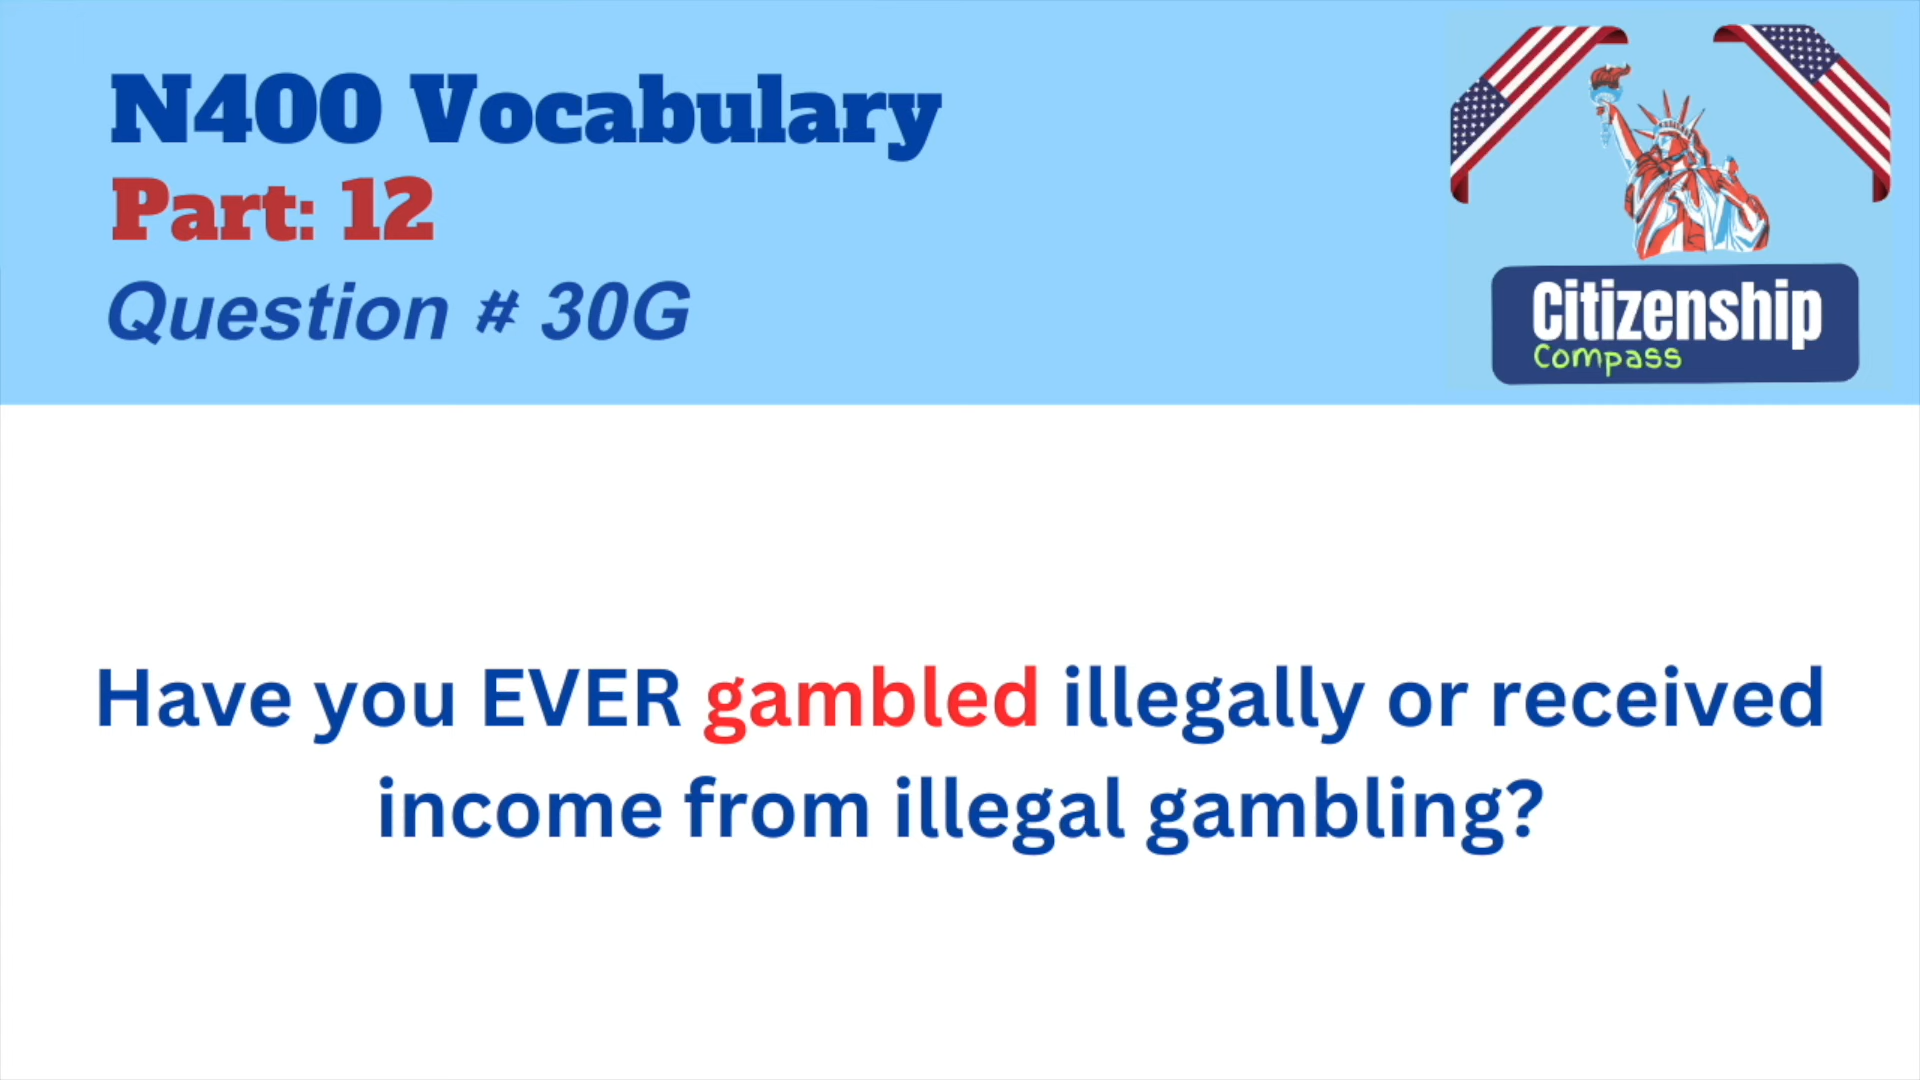 N400 Vocabulary
Part: 12
Question # 30G
Citizenship
Compass
Have you EVER gambled illegally or received
income from illegal gambling?